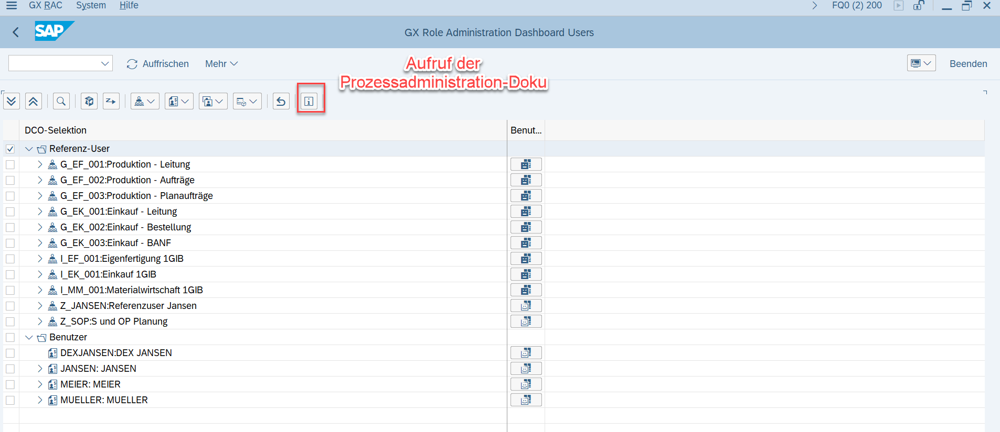 GX RAC System Hilfe FQ0 (2) 200
SAP GX Role Administration Dashboard Users
Auffrischen Mehr Beenden
Aufruf der
Prozessadministration-Doku
DCO-Selektion Benut...
Referenz-User
G_EF_001:Produktion - Leitung
G_EF_002:Produktion - Aufträge
G_EF_003:Produktion - Planaufträge
G_EK_001:Einkauf - Leitung
G_EK_002:Einkauf - Bestellung
G_EK_003:Einkauf - BANF
I_EF_001:Eigenfertigung 1GIB
I_EK_001:Einkauf 1GIB
I_MM_001:Materialwirtschaft 1GIB
Z_JANSEN:Referenzuser Jansen
Z_SOP:S und OP Planung
Benutzer
DEXJANSEN:DEX JANSEN
JANSEN: JANSEN
MEIER: MEIER
MUELLER: MUELLER